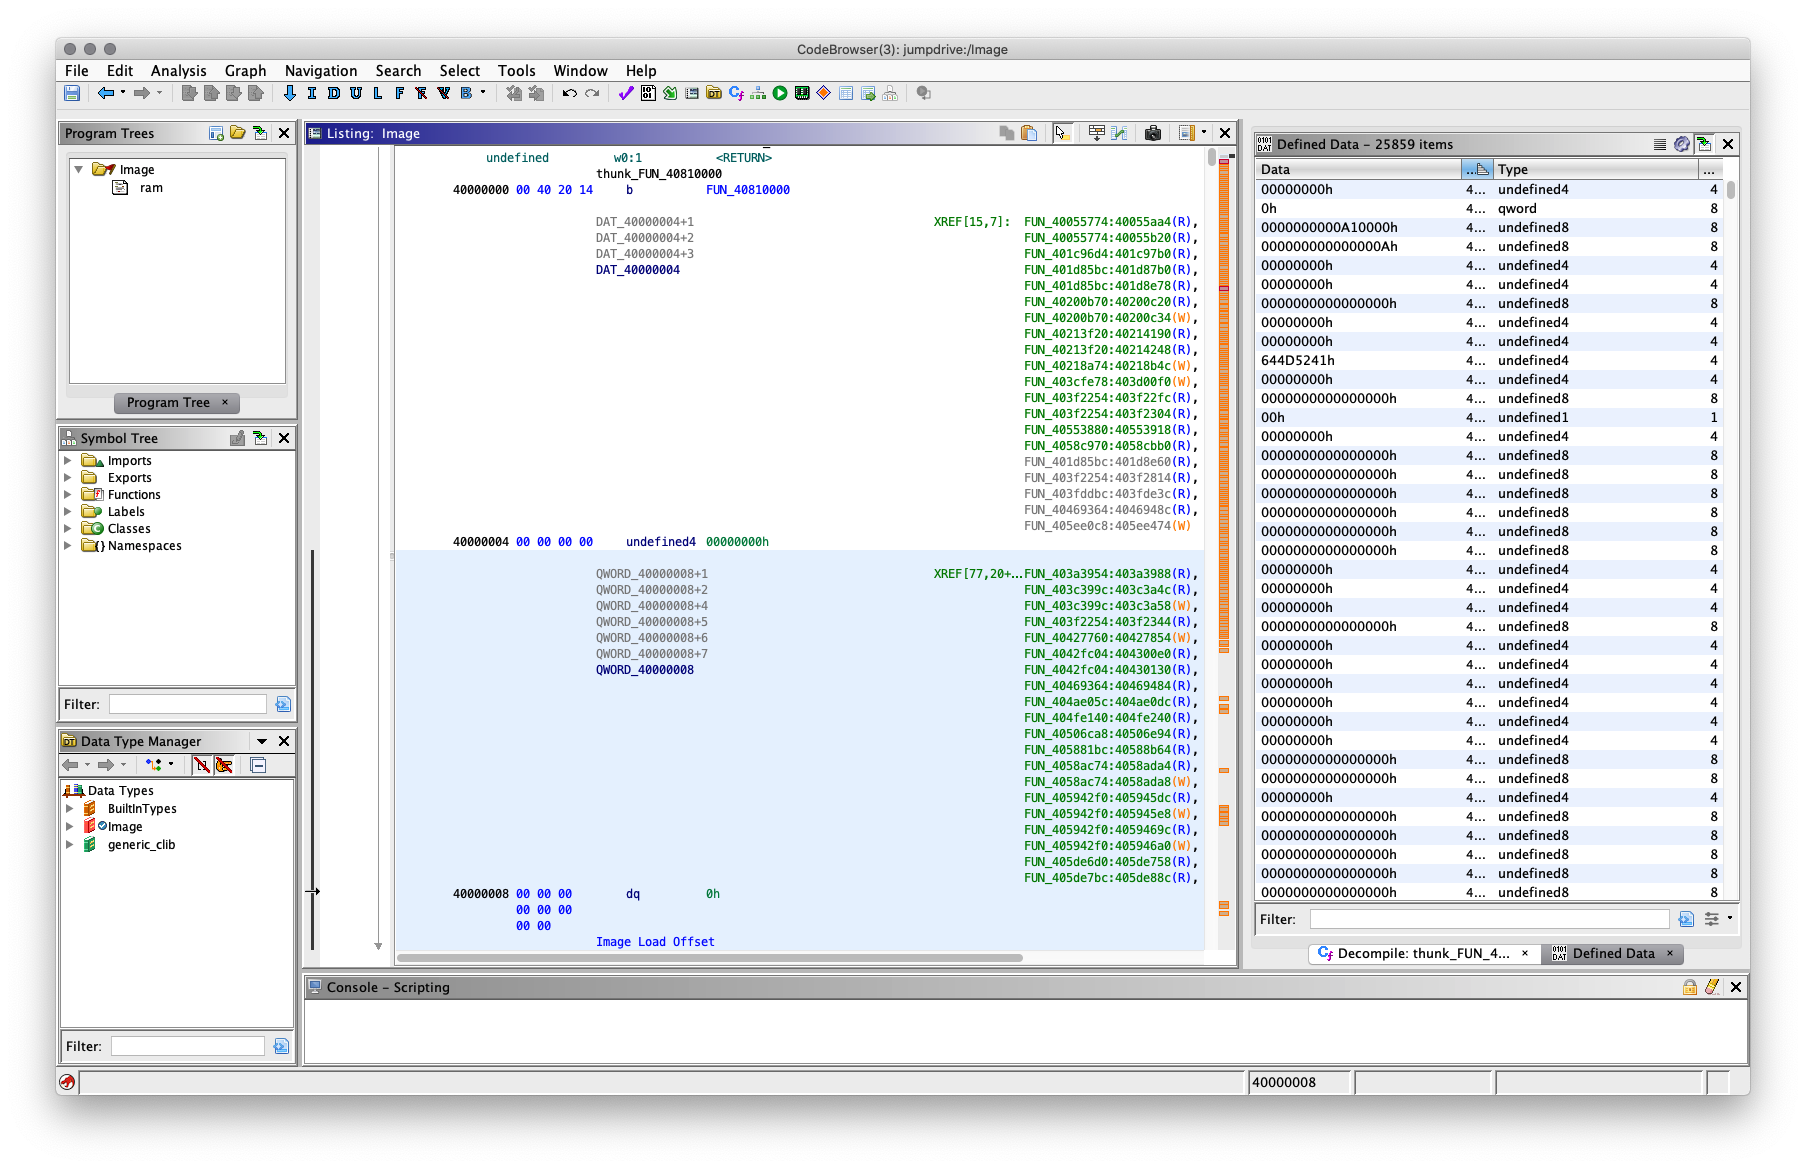 CodeBrowser(3): jumpdrive:/Image
File Edit Analysis Graph Navigation Search Select Tools Window Help
I D U L F F V B
Program Trees
Image
ram
Program Tree ×
Symbol Tree
Imports
Exports
Functions
Labels
Classes
Namespaces
Filter:
Data Type Manager
Data Types
BuiltInTypes
Image
generic_clib
Filter:
Listing: Image
undefined w0:1 <RETURN>
thunk_FUN_40810000
40000000 00 40 20 14 b FUN_40810000
DAT_40000004+1 XREF[15,7]: FUN_40055774:40055aa4(R),
DAT_40000004+2 FUN_40055774:40055b20(R),
DAT_40000004+3 FUN_401c96d4:401c97b0(R),
DAT_40000004 FUN_401d85bc:401d87b0(R),
FUN_401d85bc:401d8e78(R),
FUN_40200b70:40200c20(R),
FUN_40200b70:40200c34(W),
FUN_40213f20:40214190(R),
FUN_40213f20:40214248(R),
FUN_40218a74:40218b4c(W),
FUN_403cfe78:403d00f0(W),
FUN_403f2254:403f22fc(R),
FUN_403f2254:403f2304(R),
FUN_40553880:40553918(R),
FUN_4058c970:4058cbb0(R),
FUN_401d85bc:401d8e60(R),
FUN_403f2254:403f2814(R),
FUN_403fddbc:403fde3c(R),
FUN_40469364:4046948c(R),
FUN_405ee0c8:405ee474(W)
40000004 00 00 00 00 undefined4 00000000h
QWORD_40000008+1 XREF[77,20+... FUN_403a3954:403a3988(R),
QWORD_40000008+2 FUN_403c399c:403c3a4c(R),
QWORD_40000008+4 FUN_403c399c:403c3a58(W),
QWORD_40000008+5 FUN_403f2254:403f2344(R),
QWORD_40000008+6 FUN_40427760:40427854(W),
QWORD_40000008+7 FUN_4042fc04:404300e0(R),
QWORD_40000008 FUN_4042fc04:40430130(R),
FUN_40469364:40469484(R),
FUN_404ae05c:404ae0dc(R),
FUN_404fe140:404fe240(R),
FUN_40506ca8:40506e94(R),
FUN_405881bc:40588b64(R),
FUN_4058ac74:4058ada4(R),
FUN_4058ac74:4058ada8(W),
FUN_405942f0:405945dc(R),
FUN_405942f0:405945e8(W),
FUN_405942f0:4059469c(R),
FUN_405942f0:405946a0(W),
FUN_405de6d0:405de758(R),
FUN_405de7bc:405de88c(R),
40000008 00 00 00 dq 0h
00 00 00
00 00
Image Load Offset
Defined Data - 25859 items
Data ... Type ...
00000000h 4... undefined4 4
0h 4... qword 8
0000000000A10000h 4... undefined8 8
000000000000000Ah 4... undefined8 8
00000000h 4... undefined4 4
00000000h 4... undefined4 4
0000000000000000h 4... undefined8 8
00000000h 4... undefined4 4
00000000h 4... undefined4 4
644D5241h 4... undefined4 4
00000000h 4... undefined4 4
0000000000000000h 4... undefined8 8
00h 4... undefined1 1
00000000h 4... undefined4 4
0000000000000000h 4... undefined8 8
0000000000000000h 4... undefined8 8
0000000000000000h 4... undefined8 8
0000000000000000h 4... undefined8 8
0000000000000000h 4... undefined8 8
0000000000000000h 4... undefined8 8
00000000h 4... undefined4 4
00000000h 4... undefined4 4
00000000h 4... undefined4 4
0000000000000000h 4... undefined8 8
00000000h 4... undefined4 4
00000000h 4... undefined4 4
00000000h 4... undefined4 4
00000000h 4... undefined4 4
00000000h 4... undefined4 4
00000000h 4... undefined4 4
0000000000000000h 4... undefined8 8
0000000000000000h 4... undefined8 8
00000000h 4... undefined4 4
0000000000000000h 4... undefined8 8
0000000000000000h 4... undefined8 8
0000000000000000h 4... undefined8 8
0000000000000000h 4... undefined8 8
0000000000000000h 4... undefined8 8
Filter:
Decompile: thunk_FUN_4... × Defined Data ×
Console - Scripting
40000008